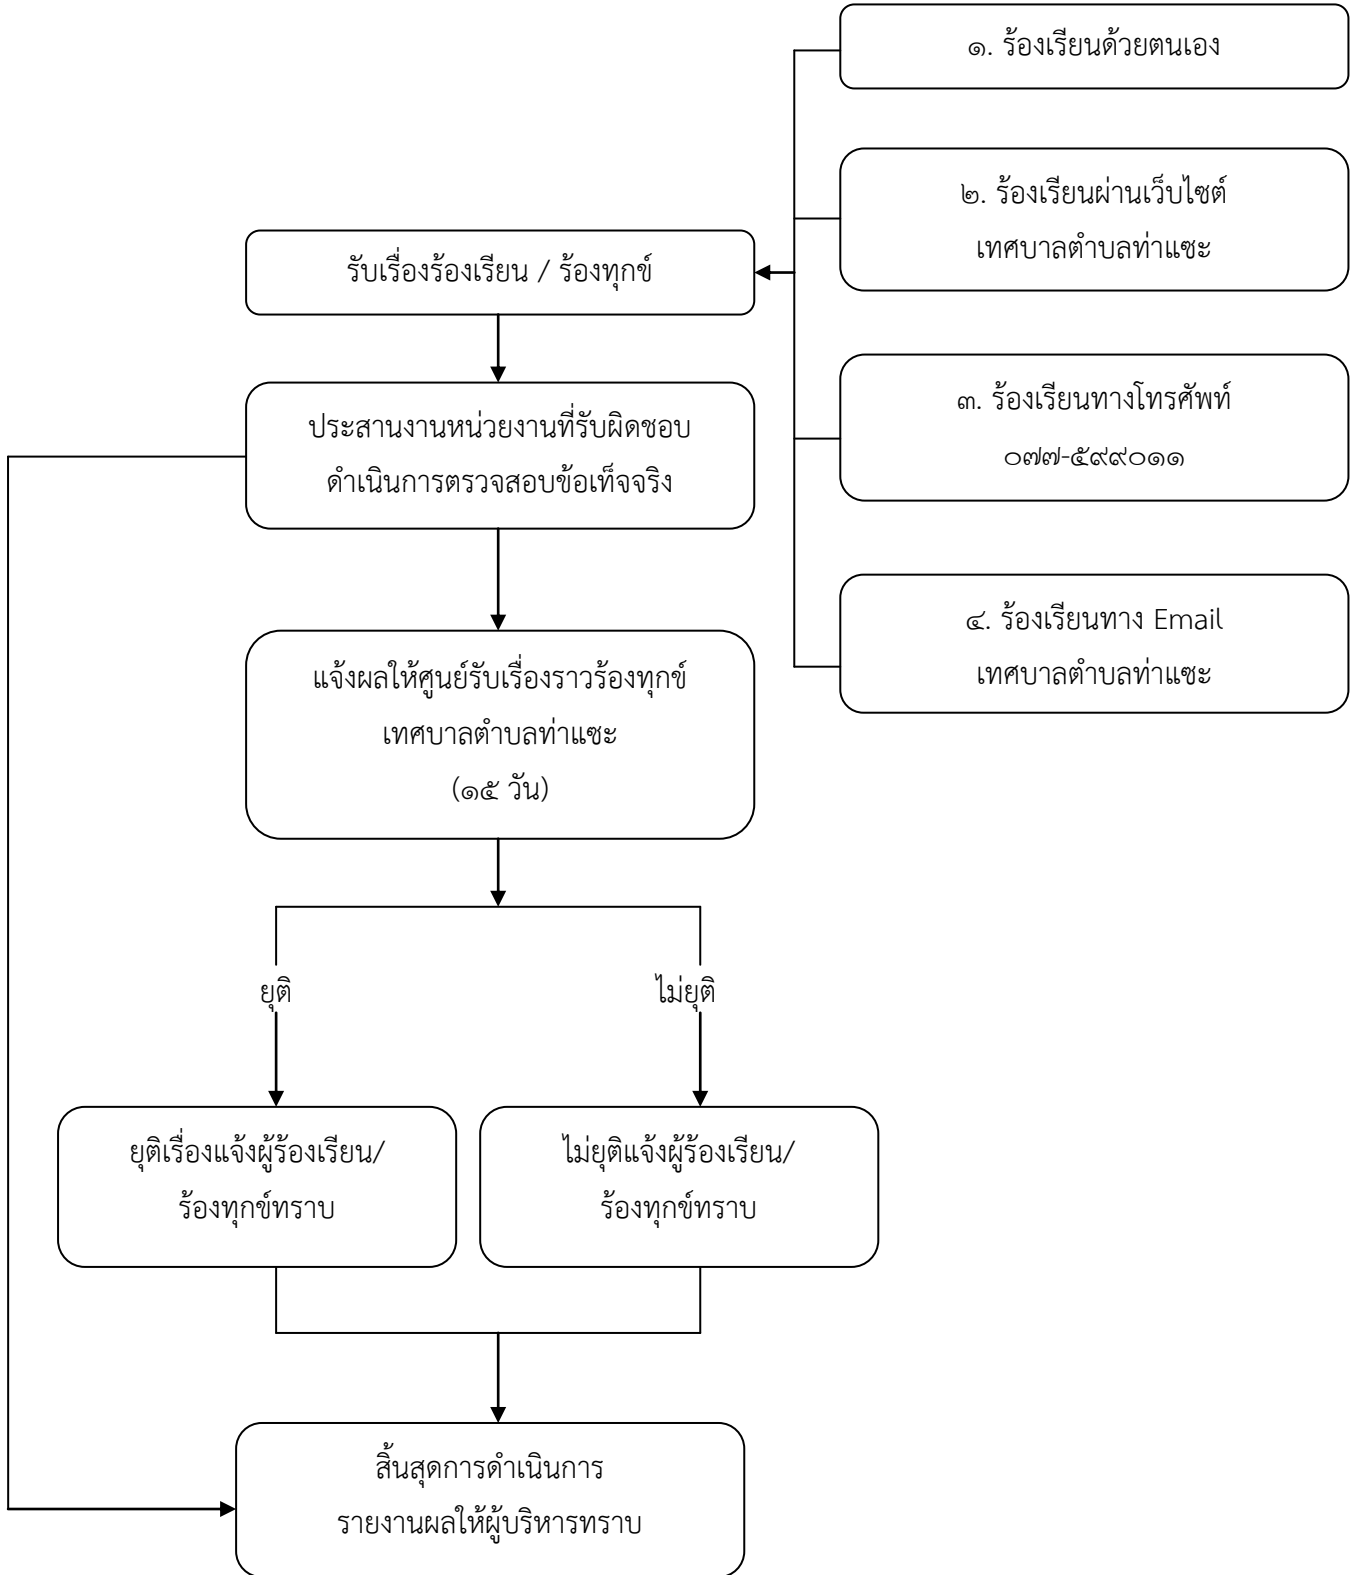 ๑. ร้องเรียนด้วยตนเอง
๒. ร้องเรียนผ่านเว็บไซต์
เทศบาลตำบลท่าแซะ
รับเรื่องร้องเรียน / ร้องทุกข์
๓. ร้องเรียนทางโทรศัพท์
๐๗๗-๕๙๙๐๑๑
ประสานงานหน่วยงานที่รับผิดชอบ
ดำเนินการตรวจสอบข้อเท็จจริง
๔. ร้องเรียนทาง Email
เทศบาลตำบลท่าแซะ
แจ้งผลให้ศูนย์รับเรื่องราวร้องทุกข์
เทศบาลตำบลท่าแซะ
(๑๕ วัน)
ยุติ
ไม่ยุติ
ยุติเรื่องแจ้งผู้ร้องเรียน/
ร้องทุกข์ทราบ
ไม่ยุติแจ้งผู้ร้องเรียน/
ร้องทุกข์ทราบ
สิ้นสุดการดำเนินการ
รายงานผลให้ผู้บริหารทราบ